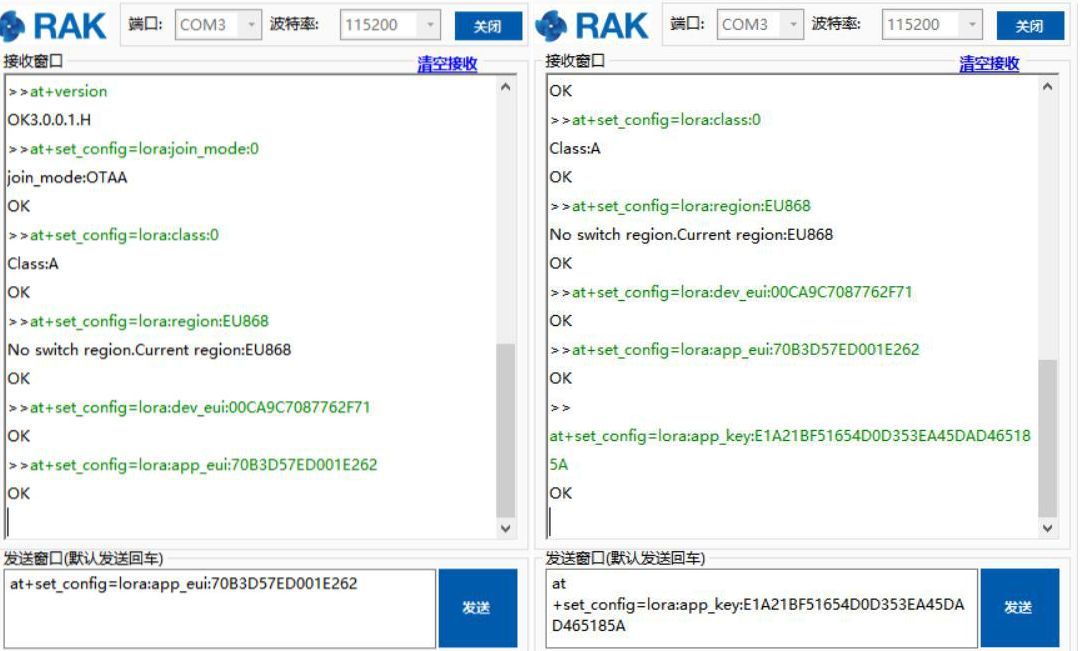 RAK
端口: COM3 波特率: 115200 关闭
接收窗口 清空接收
>>at+version
OK3.0.0.1.H
>>at+set_config=lora:join_mode:0
join_mode:OTAA
OK
>>at+set_config=lora:class:0
Class:A
OK
>>at+set_config=lora:region:EU868
No switch region.Current region:EU868
OK
>>at+set_config=lora:dev_eui:00CA9C7087762F71
OK
>>at+set_config=lora:app_eui:70B3D57ED001E262
OK
发送窗口(默认发送回车)
at+set_config=lora:app_eui:70B3D57ED001E262
发送
RAK
端口: COM3 波特率: 115200 关闭
接收窗口 清空接收
OK
>>at+set_config=lora:class:0
Class:A
OK
>>at+set_config=lora:region:EU868
No switch region.Current region:EU868
OK
>>at+set_config=lora:dev_eui:00CA9C7087762F71
OK
>>at+set_config=lora:app_eui:70B3D57ED001E262
OK
>>
at+set_config=lora:app_key:E1A21BF51654D0D353EA45DAD46518
5A
OK
发送窗口(默认发送回车)
at
+set_config=lora:app_key:E1A21BF51654D0D353EA45DA
D465185A
发送